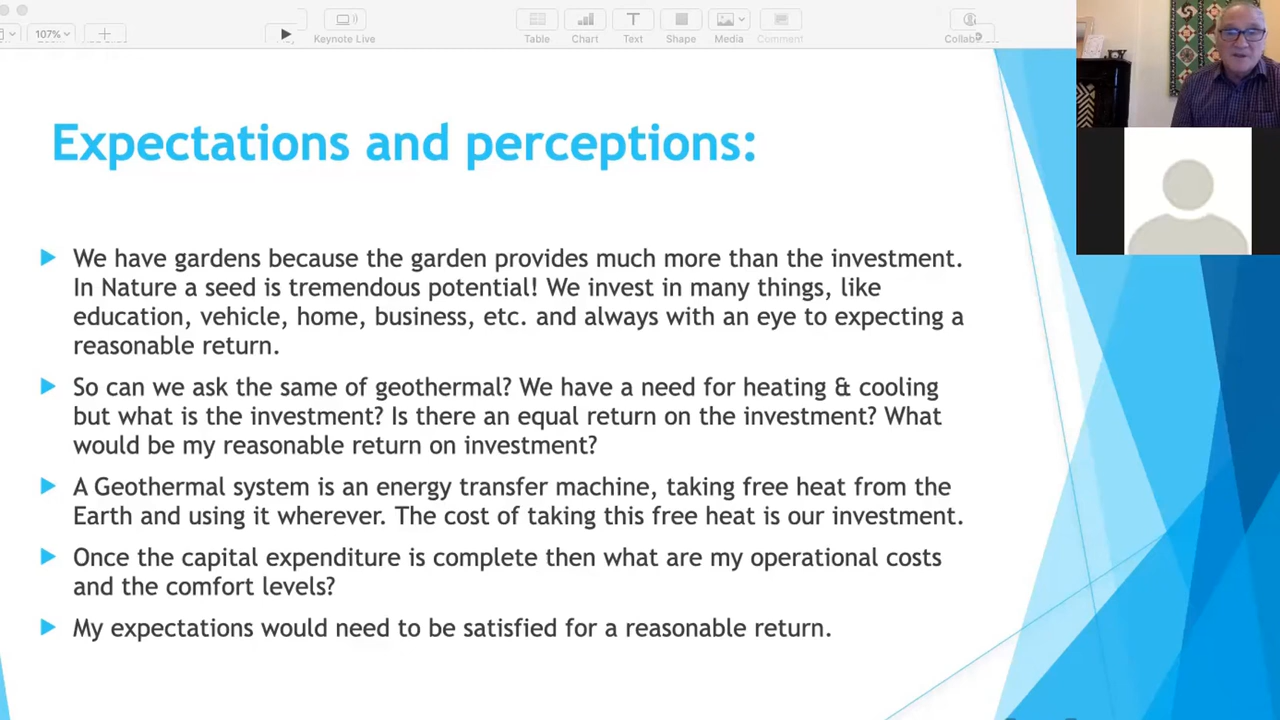 107%
Keynote Live
Table
Chart
Text
Shape
Media
Comment
Expectations and perceptions:
We have gardens because the garden provides much more than the investment.
In Nature a seed is tremendous potential! We invest in many things, like
education, vehicle, home, business, etc. and always with an eye to expecting a
reasonable return.
So can we ask the same of geothermal? We have a need for heating & cooling
but what is the investment? Is there an equal return on the investment? What
would be my reasonable return on investment?
A Geothermal system is an energy transfer machine, taking free heat from the
Earth and using it wherever. The cost of taking this free heat is our investment.
Once the capital expenditure is complete then what are my operational costs
and the comfort levels?
My expectations would need to be satisfied for a reasonable return.